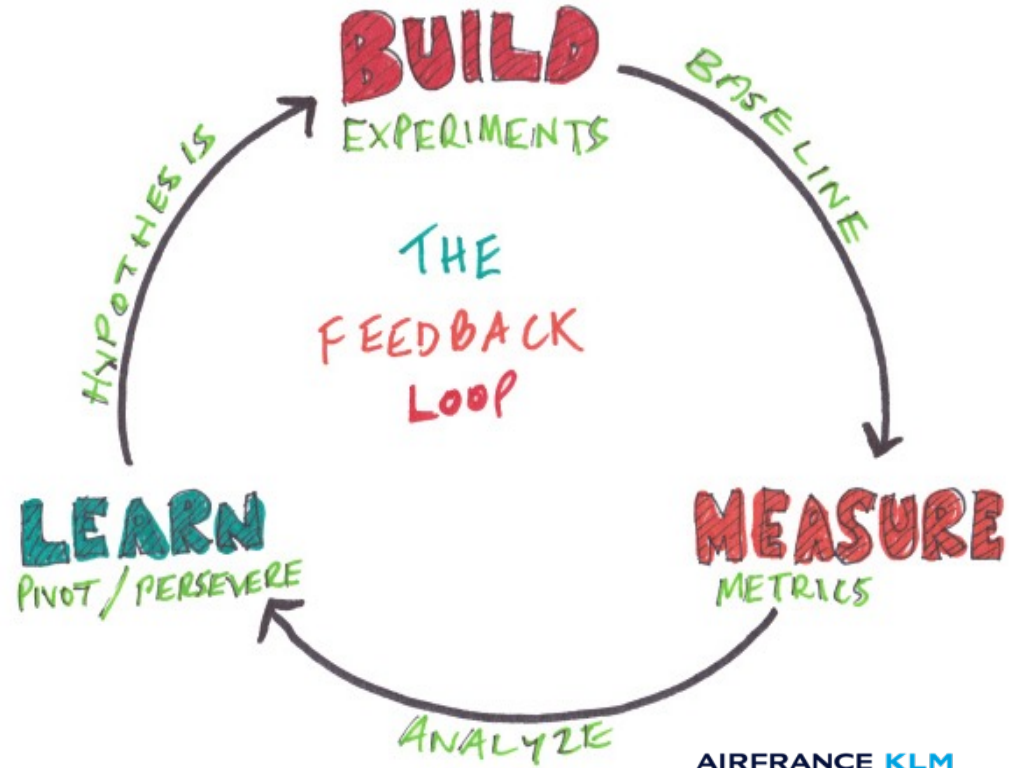 BUILD
EXPERIMENTS
BASELINE
HYPOTHESIS
THE
FEEDBACK
LOOP
LEARN
PIVOT / PERSEVERE
MEASURE
METRICS
ANALYZE
AIRFRANCE KLM